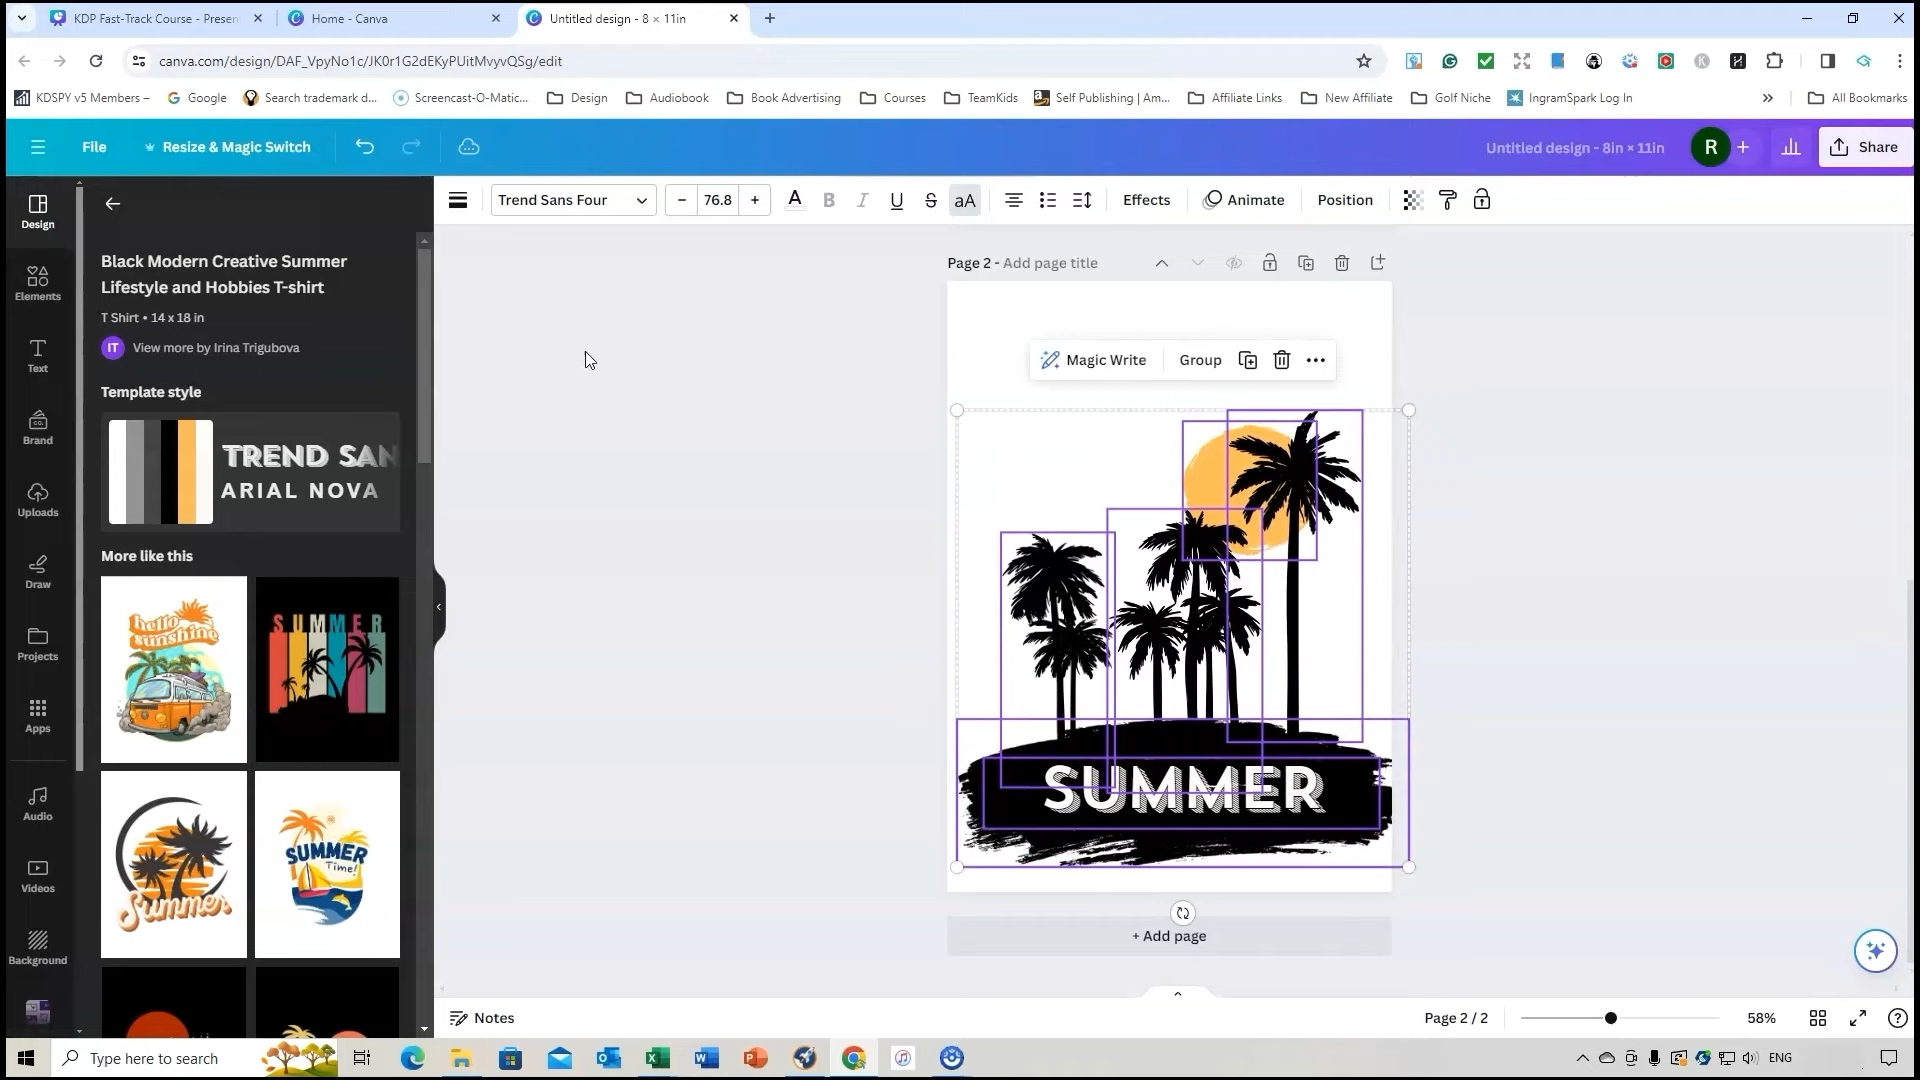 KDP Fast-Track Course - Presen
Home - Canva
Untitled design - 8 × 11in
canva.com/design/DAF_VpyNo1c/JK0r1G2dEKyPUitMvyvQSg/edit
KDSPY v5 Members –
Google
Search trademark d...
Screencast-O-Matic...
Design
Audiobook
Book Advertising
Courses
TeamKids
Self Publishing | Am...
Affiliate Links
New Affiliate
Golf Niche
IngramSpark Log In
All Bookmarks
File
Resize & Magic Switch
Untitled design - 8in × 11in
R
Share
Trend Sans Four
76.8
A
B
I
U
S
aA
Effects
Animate
Position
Design
Elements
Text
Brand
Uploads
Draw
Projects
Apps
Audio
Videos
Background
Black Modern Creative Summer
Lifestyle and Hobbies T-shirt
T Shirt • 14 x 18 in
IT
View more by Irina Trigubova
Template style
TREND SAN
ARIAL NOVA
More like this
hello
sunshine
SUMMER
Summer
SUMMER
Time!
Page 2 - Add page title
Magic Write
Group
SUMMER
+ Add page
Notes
Page 2 / 2
58%
Type here to search
ENG